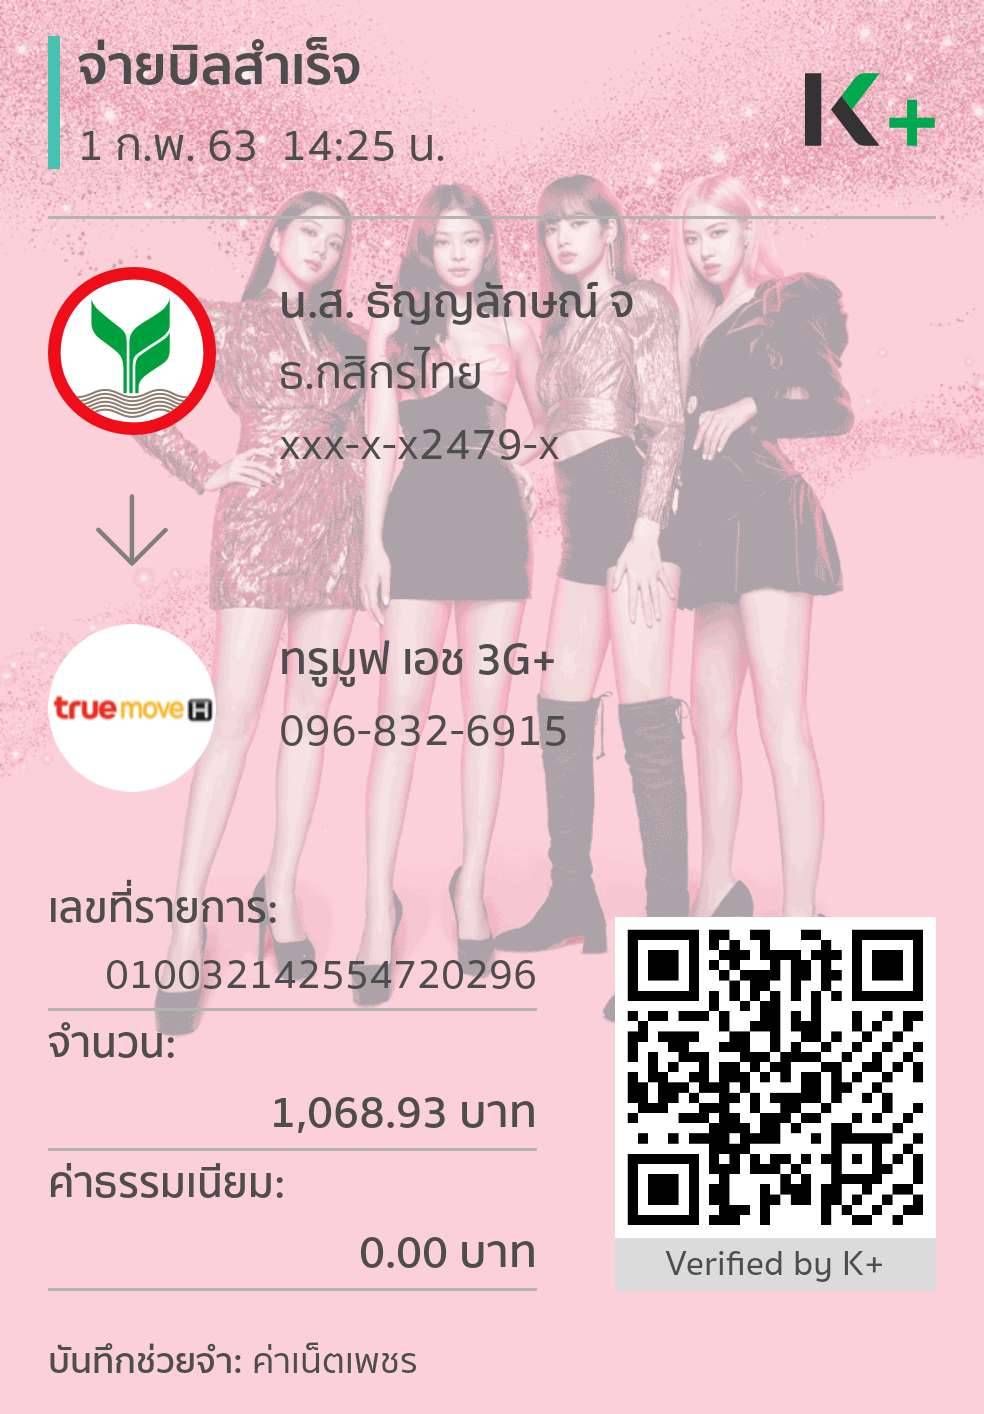 จ่ายบิลสำเร็จ
1 ก.พ. 63 14:25 น.
K+
น.ส. ธัญญลักษณ์ จ
ธ.กสิกรไทย
xxx-x-x2479-x
true move H
ทรูมูฟ เอช 3G+
096-832-6915
เลขที่รายการ:
010032142554720296
จำนวน:
1,068.93 บาท
ค่าธรรมเนียม:
0.00 บาท
Verified by K+
บันทึกช่วยจำ: ค่าเน็ตเพชร